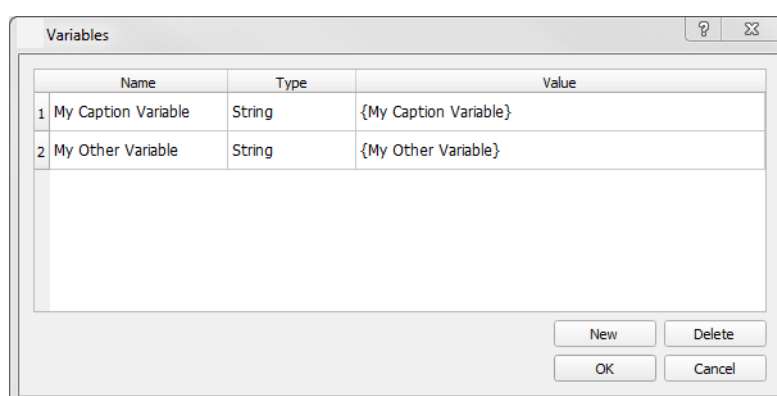 Variables ?
Name Type Value
1 My Caption Variable String {My Caption Variable}
2 My Other Variable String {My Other Variable}
New Delete
OK Cancel